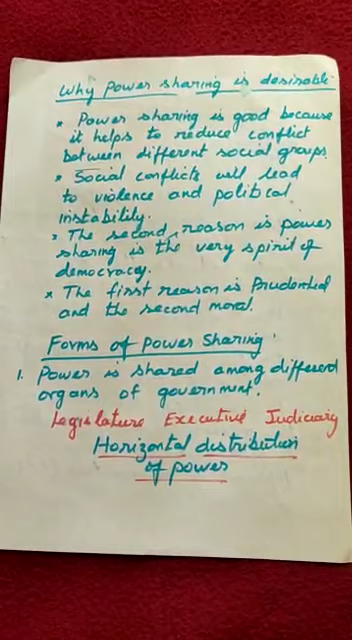 Why Power sharing is desirable
* Power sharing is good because
it helps to reduce conflict
between different social groups.
* Social conflicts will lead
to violence and political
instability.
* The second reason is power
sharing is the very spirit of
democracy.
* The first reason is Prudential
and the second moral.
Forms of Power Sharing
1. Power is shared among different
organs of government.
Legislature Executive Judiciary
Horizontal distribution
of power